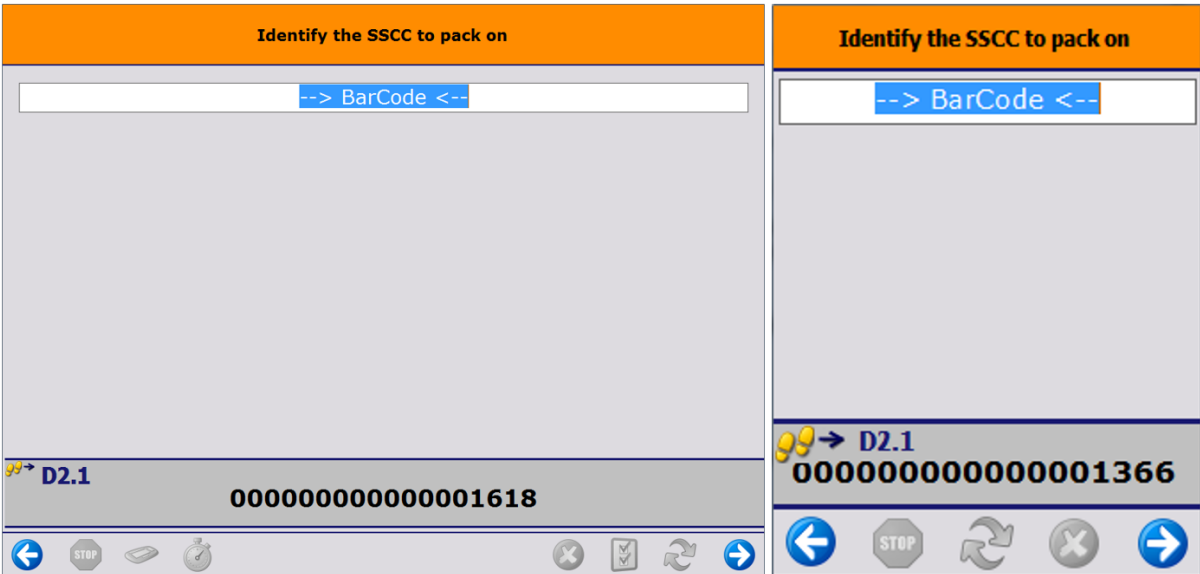 Identify the SSCC to pack on
--> BarCode <--
D2.1
000000000000001618
STOP
Identify the SSCC to pack on
--> BarCode <--
D2.1
000000000000001366
STOP